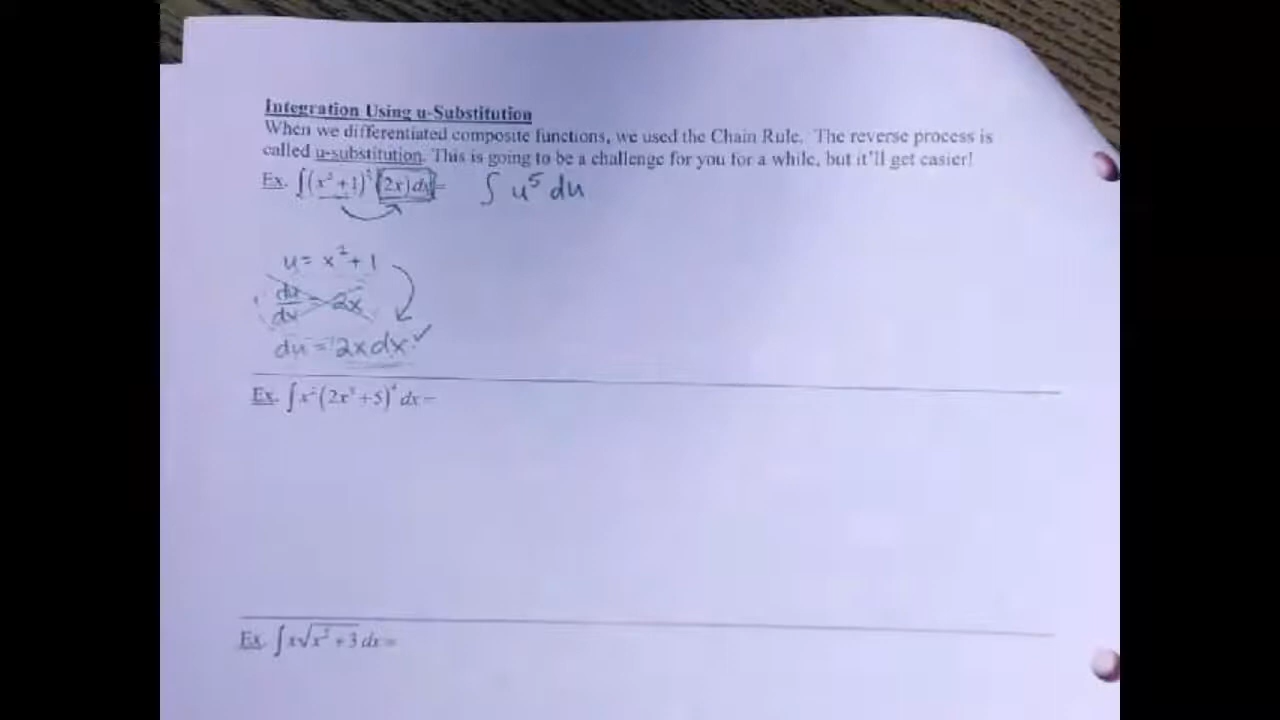 Integration Using u-Substitution
When we differentiated composite functions, we used the Chain Rule. The reverse process is
called u-substitution. This is going to be a challenge for you for a while, but it'll get easier!
Ex. ∫(x²+1)⁵(2x)dx= ∫ u⁵ du
u = x² + 1
du/dx = 2x
du = 2x dx ✓
Ex. ∫x²(2x³+5)⁴ dx=
Ex. ∫x√x²+3 dx=